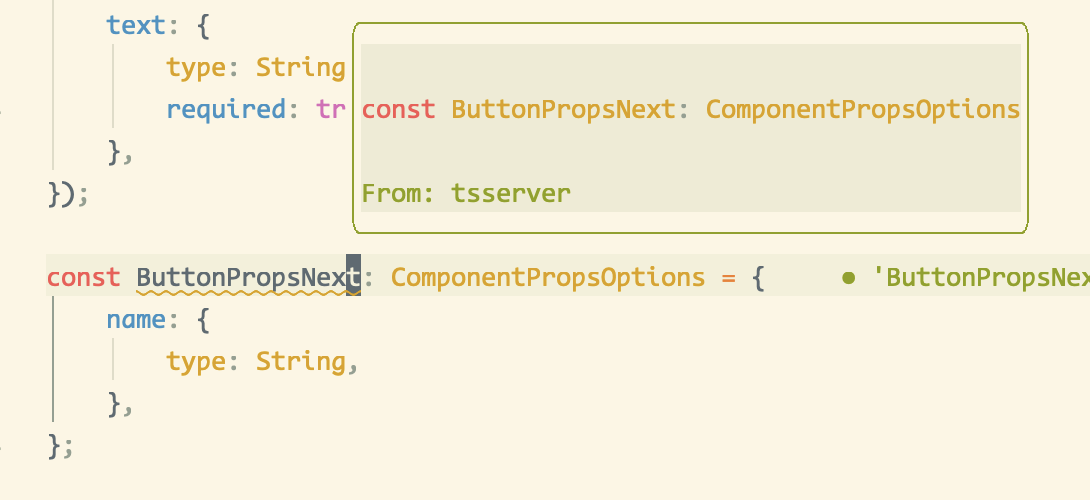 text: {
type: String
required: tr
},
});
const ButtonPropsNext: ComponentPropsOptions
From: tsserver
const ButtonPropsNext: ComponentPropsOptions = { ● 'ButtonPropsNex
name: {
type: String,
},
};